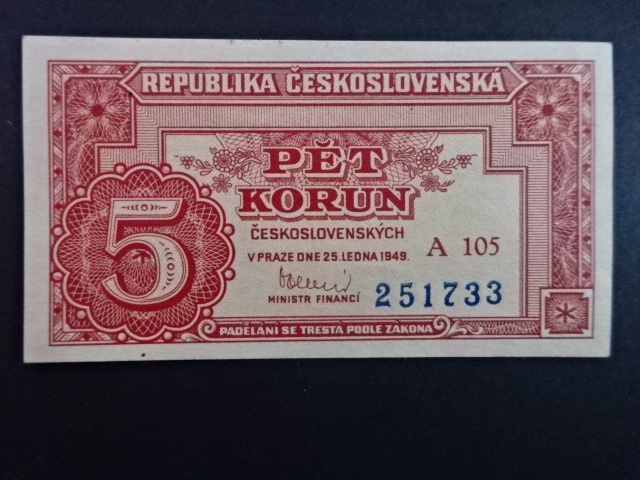 REPUBLIKA ČESKOSLOVENSKÁ
PĚT
KORUN
ČESKOSLOVENSKÝCH
V PRAZE DNE 25. LEDNA 1949.
A 105
MINISTR FINANCÍ
251733
5
PADĚLÁNÍ SE TRESTÁ PODLE ZÁKONA